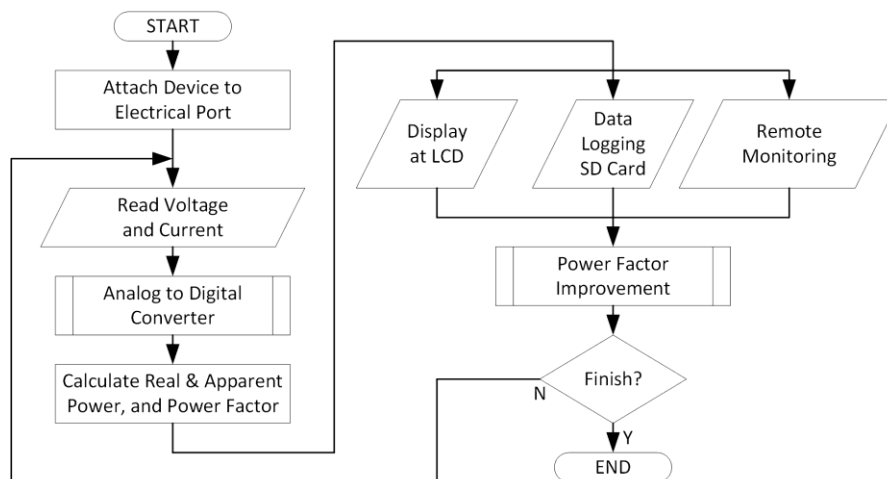 START
Attach Device to
Electrical Port
Read Voltage
and Current
Analog to Digital
Converter
Calculate Real & Apparent
Power, and Power Factor
Display
at LCD
Data
Logging
SD Card
Remote
Monitoring
Power Factor
Improvement
Finish?
N
Y
END